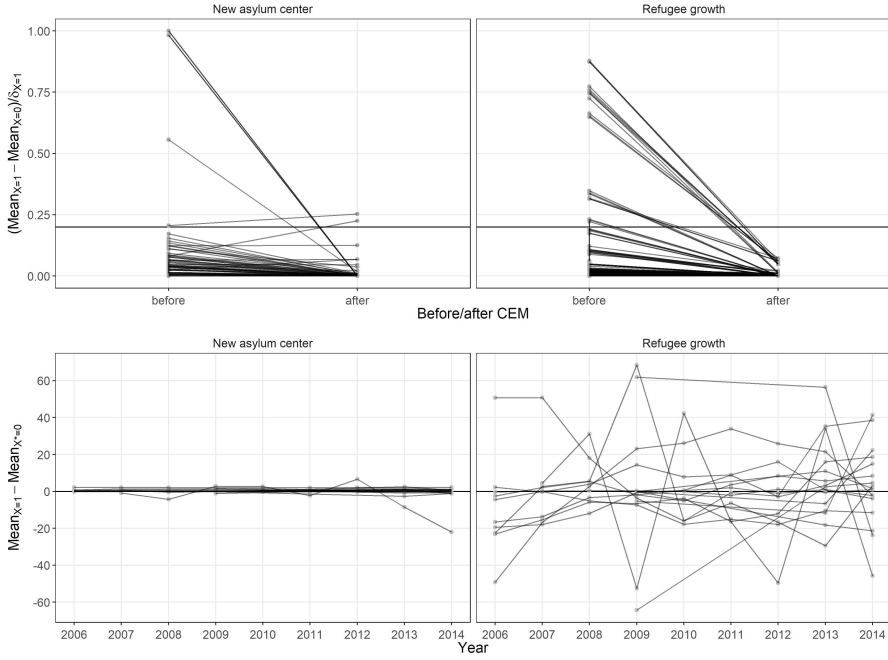 New asylum center Refugee growth
(Mean_X=1 − Mean_X=0)/δ_X=1
1.00
0.75
0.50
0.25
0.00
before after before after
Before/after CEM
New asylum center Refugee growth
Mean_X*=1 − Mean_X*=0
60
40
20
0
-20
-40
-60
2006 2007 2008 2009 2010 2011 2012 2013 2014 2006 2007 2008 2009 2010 2011 2012 2013 2014
Year